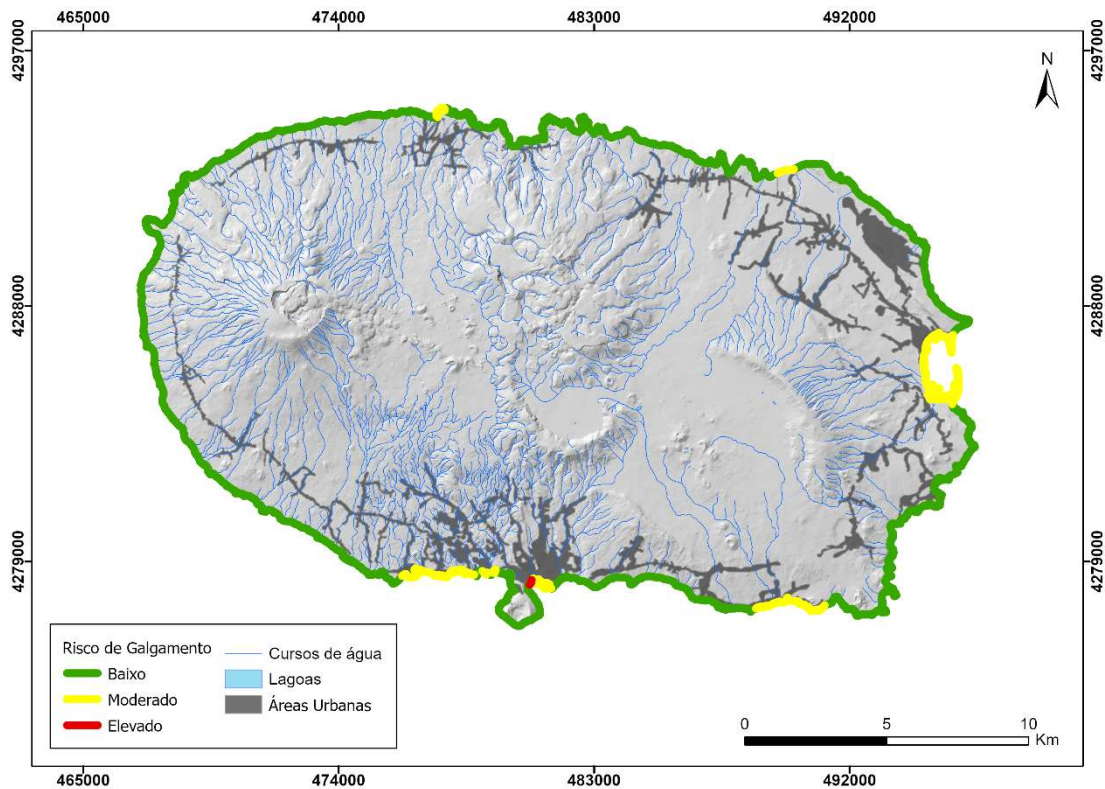 465000 474000 483000 492000
4297000 4297000
N
4288000 4288000
4279000 4279000
Risco de Galgamento
Baixo
Moderado
Elevado
Cursos de água
Lagoas
Áreas Urbanas
0 5 10
Km
465000 474000 483000 492000